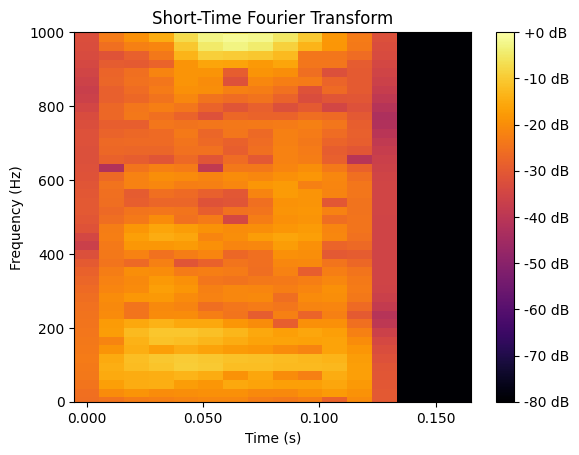 Short-Time Fourier Transform
1000
800
600
400
200
0
Frequency (Hz)
0.000
0.050
0.100
0.150
Time (s)
+0 dB
-10 dB
-20 dB
-30 dB
-40 dB
-50 dB
-60 dB
-70 dB
-80 dB